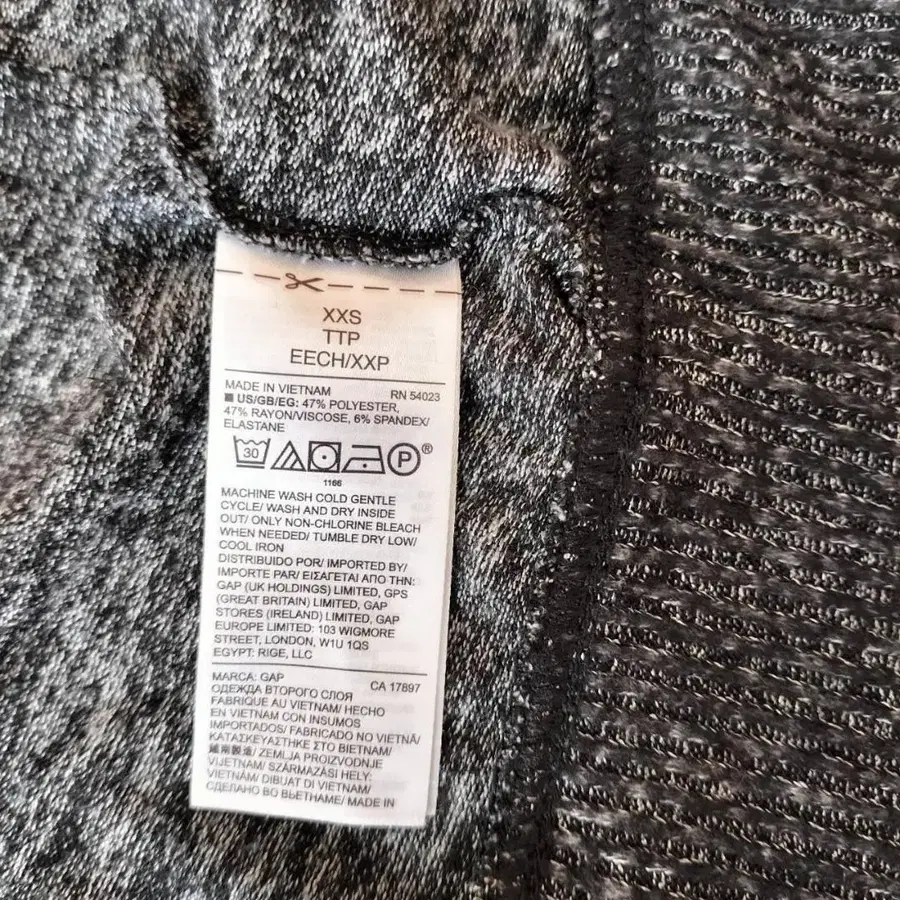 XXS
TTP
EECH/XXP
MADE IN VIETNAM RN 54023
US/GB/EG: 47% POLYESTER,
47% RAYON/VISCOSE, 6% SPANDEX/
ELASTANE
30 P ®
1166
MACHINE WASH COLD GENTLE
CYCLE/ WASH AND DRY INSIDE
OUT/ ONLY NON-CHLORINE BLEACH
WHEN NEEDED/ TUMBLE DRY LOW/
COOL IRON
DISTRIBUIDO POR/ IMPORTED BY/
IMPORTE PAR/ ΕΙΣΑΓΕΤΑΙ ΑΠΟ ΤΗΝ:
GAP (UK HOLDINGS) LIMITED, GPS
(GREAT BRITAIN) LIMITED, GAP
STORES (IRELAND) LIMITED, GAP
EUROPE LIMITED: 103 WIGMORE
STREET, LONDON, W1U 1QS
EGYPT: RIGE, LLC
MARCA: GAP CA 17897
ОДЕЖДА ВТОРОГО СЛОЯ
FABRIQUE AU VIETNAM/ HECHO
EN VIETNAM CON INSUMOS
IMPORTADOS/ FABRICADO NO VIETNÃ/
ΚΑΤΑΣΚΕΥΑΣΤΗΚΕ ΣΤΟ ΒΙΕΤΝΑΜ/
越南製造/ ZEMLJA PROIZVODNJE
VIJETNAM/ SZÁRMAZÁSI HELY:
VIETNÁM/ DIBUAT DI VIETNAM/
СДЕЛАНО ВО ВЬЕТНАМЕ/ MADE IN